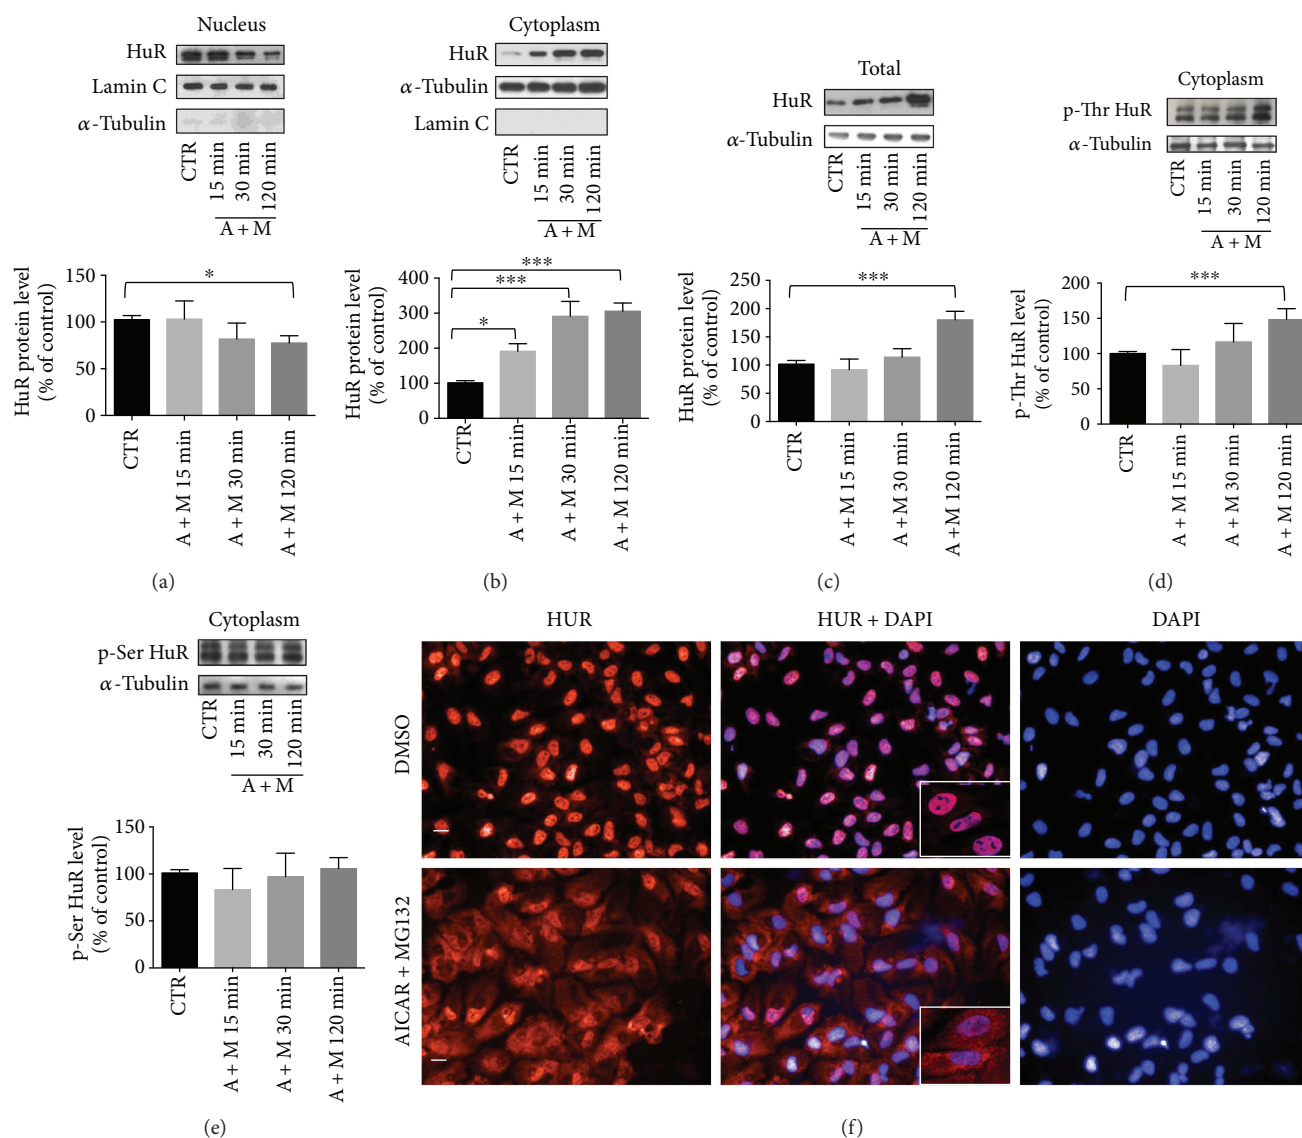 Nucleus
HuR
Lamin C
α-Tubulin
CTR
15 min
30 min
120 min
A + M
HuR protein level
(% of control)
150
100
50
0
*
CTR
A + M 15 min
A + M 30 min
A + M 120 min
(a)
Cytoplasm
HuR
α-Tubulin
Lamin C
CTR
15 min
30 min
120 min
A + M
HuR protein level
(% of control)
400
300
200
100
0
***
***
*
CTR
A + M 15 min
A + M 30 min
A + M 120 min
(b)
Total
HuR
α-Tubulin
CTR
15 min
30 min
120 min
A + M
HuR protein level
(% of control)
250
200
150
100
50
0
***
CTR
A + M 15 min
A + M 30 min
A +M 120 min
(c)
Cytoplasm
p-Thr HuR
α-Tubulin
CTR
15 min
30 min
120 min
A + M
p-Thr HuR level
(% of control)
200
150
100
50
0
***
CTR
A + M 15 min
A + M 30 min
A + M 120 min
(d)
Cytoplasm
p-Ser HuR
α-Tubulin
CTR
15 min
30 min
120 min
A + M
p-Ser HuR level
(% of control)
150
100
50
0
CTR
A + M 15 min
A + M 30 min
A + M 120 min
(e)
HUR
HUR + DAPI
DAPI
DMSO
AICAR + MG132
(f)